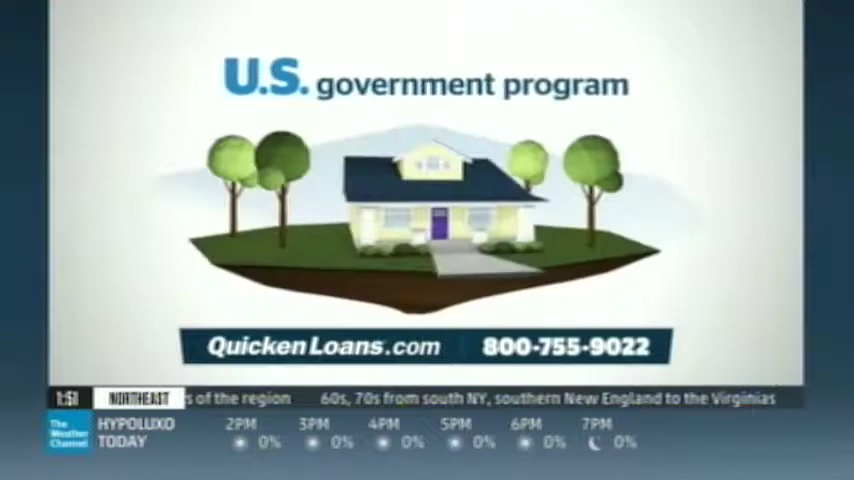 U.S. government program
QuickenLoans.com 800-755-9022
1:51 NORTHEAST s of the region 60s, 70s from south NY, southern New England to the Virginias
The Weather Channel
HYPOLUXO TODAY
2PM 3PM 4PM 5PM 6PM 7PM
0% 0% 0% 0% 0% 0%